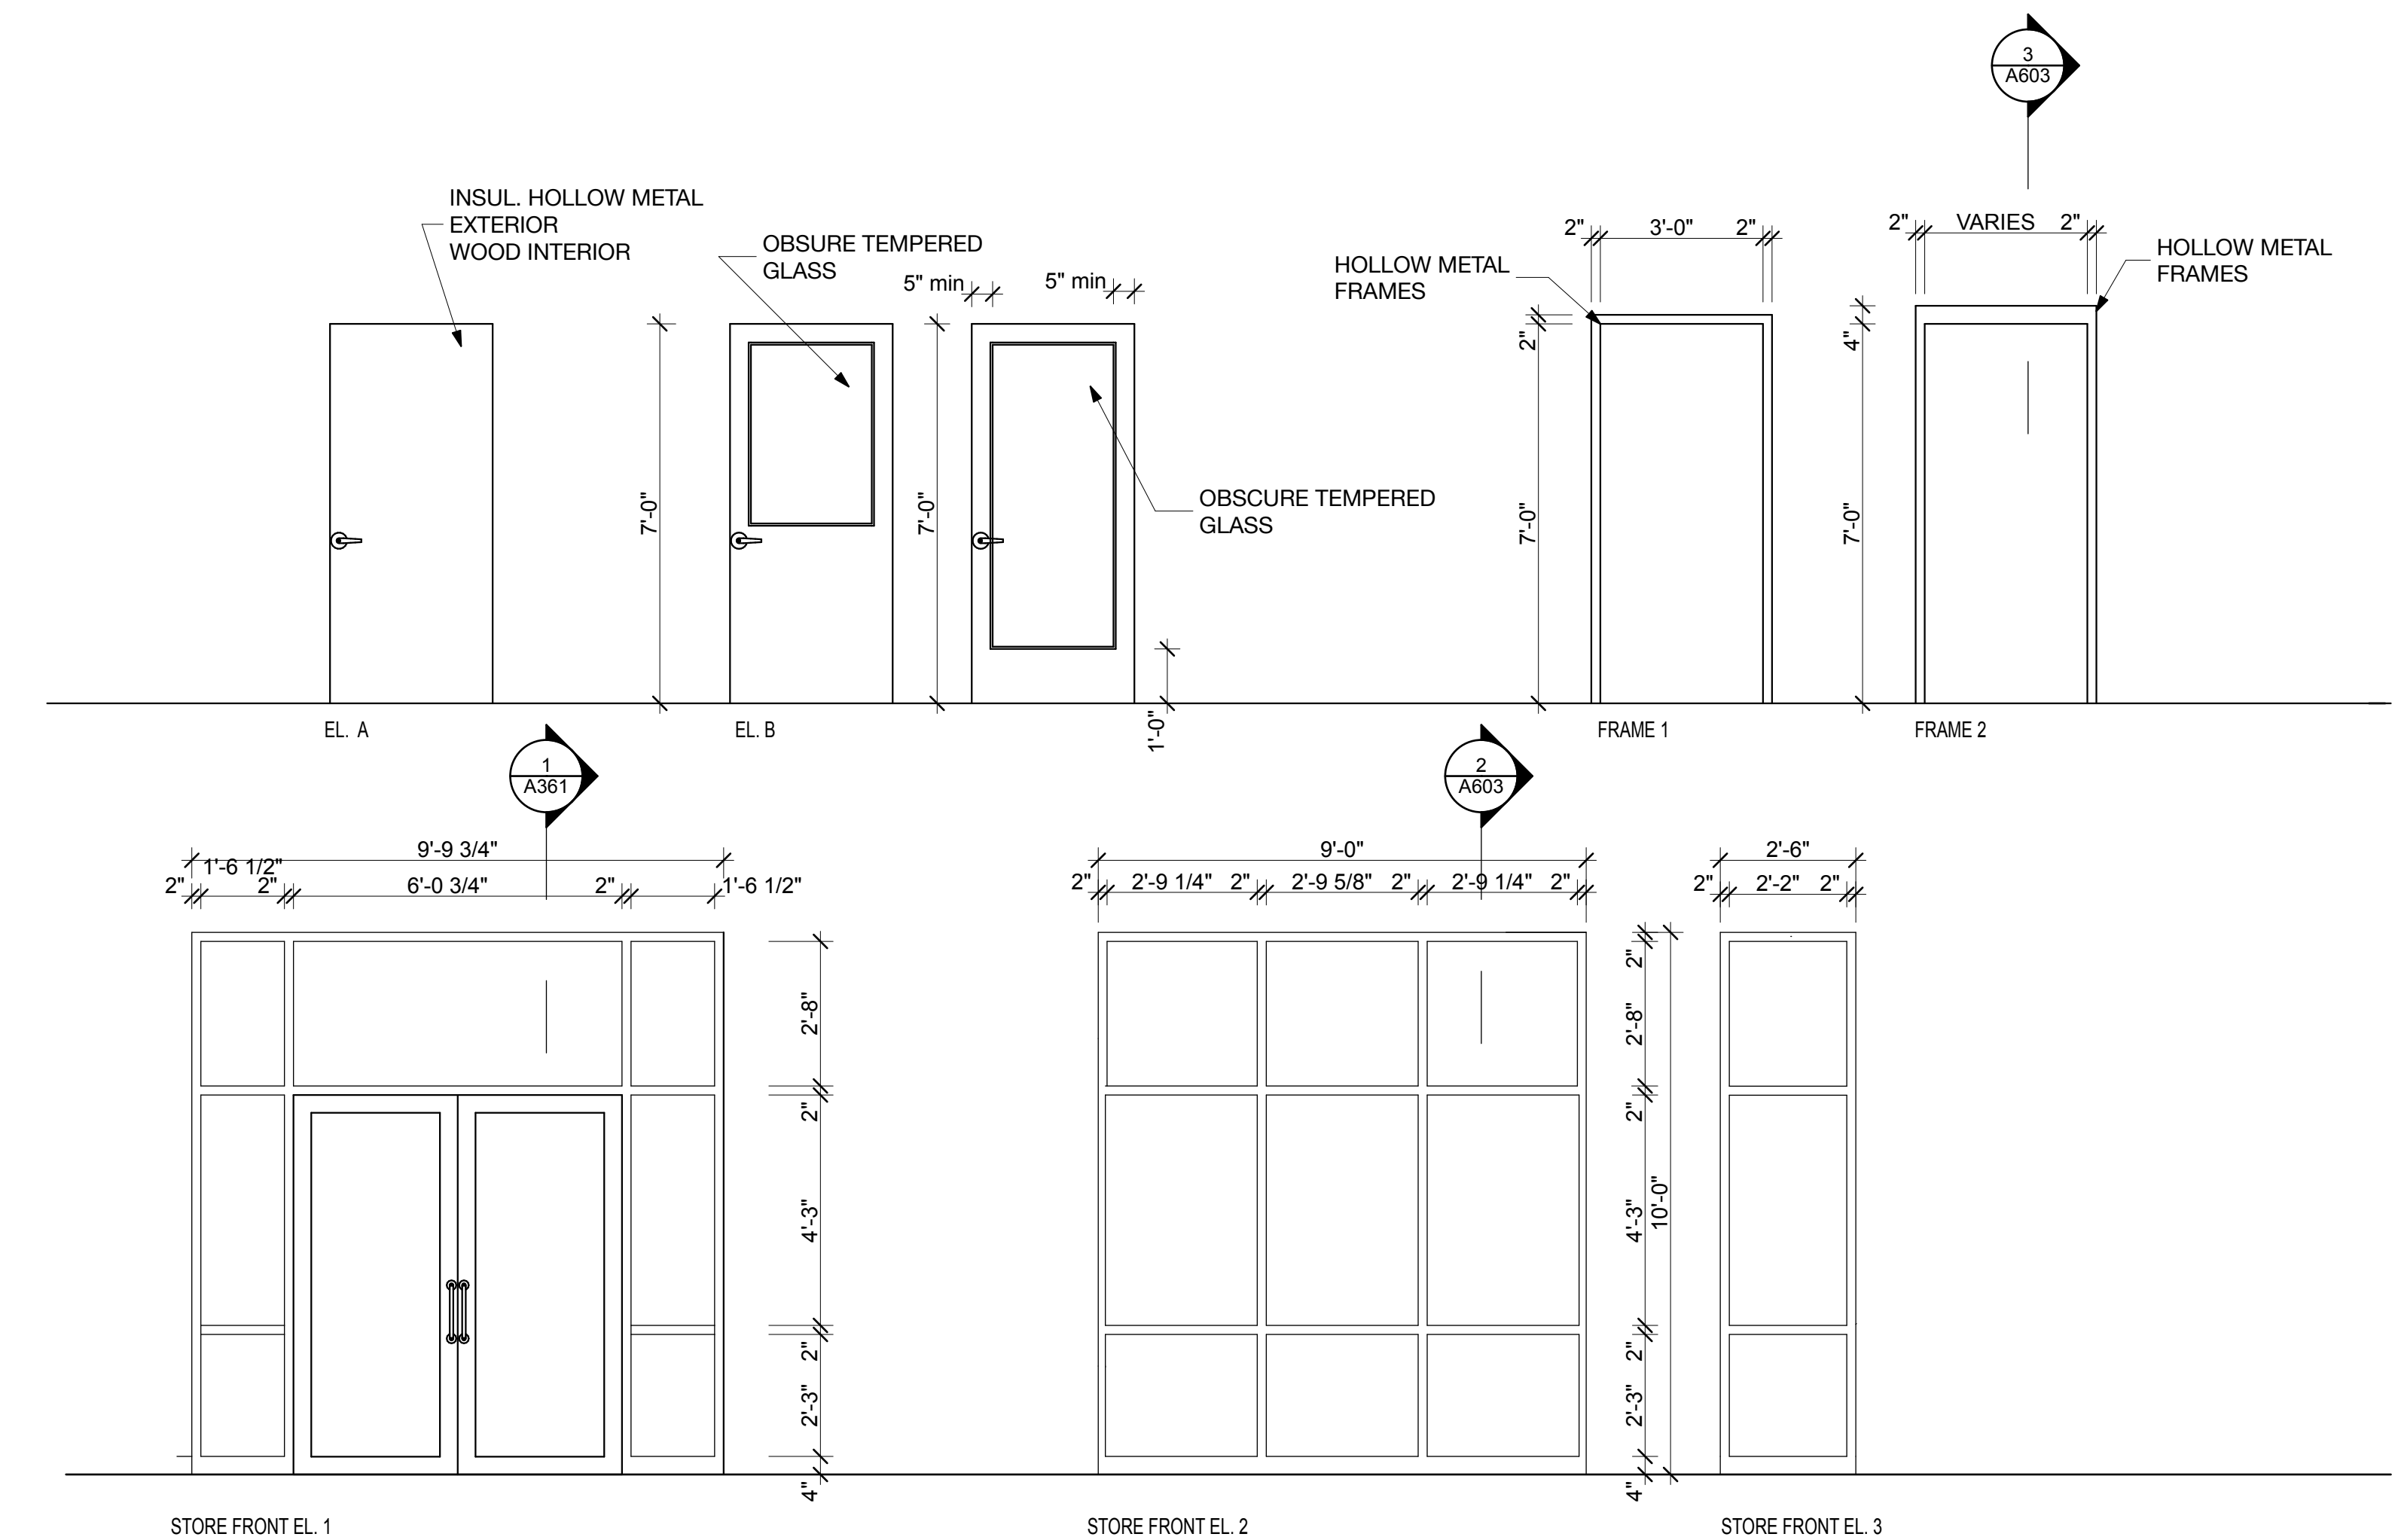 3
A603
INSUL. HOLLOW METAL
EXTERIOR
WOOD INTERIOR
OBSURE TEMPERED
GLASS
5" min
5" min
7'-0"
7'-0"
OBSCURE TEMPERED
GLASS
1'-0"
HOLLOW METAL
FRAMES
2"
3'-0"
2"
2"
7'-0"
2"
VARIES
2"
4"
7'-0"
HOLLOW METAL
FRAMES
EL. A
EL. B
FRAME 1
FRAME 2
1
A361
9'-9 3/4"
1'-6 1/2"
2"
2"
6'-0 3/4"
2"
1'-6 1/2"
2'-8"
2"
4'-3"
2"
2'-3"
4"
2
A603
9'-0"
2"
2'-9 1/4"
2"
2'-9 5/8"
2"
2'-9 1/4"
2"
2"
2'-8"
2"
4'-3"
10'-0"
2"
2'-3"
4"
2'-6"
2"
2'-2"
2"
STORE FRONT EL. 1
STORE FRONT EL. 2
STORE FRONT EL. 3